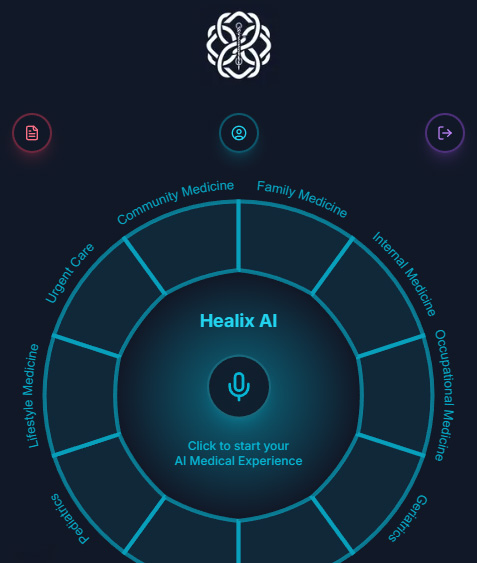 Community Medicine
Family Medicine
Urgent Care
Internal Medicine
Lifestyle Medicine
Occupational Medicine
Healix AI
Click to start your
AI Medical Experience
Pediatrics
Geriatrics